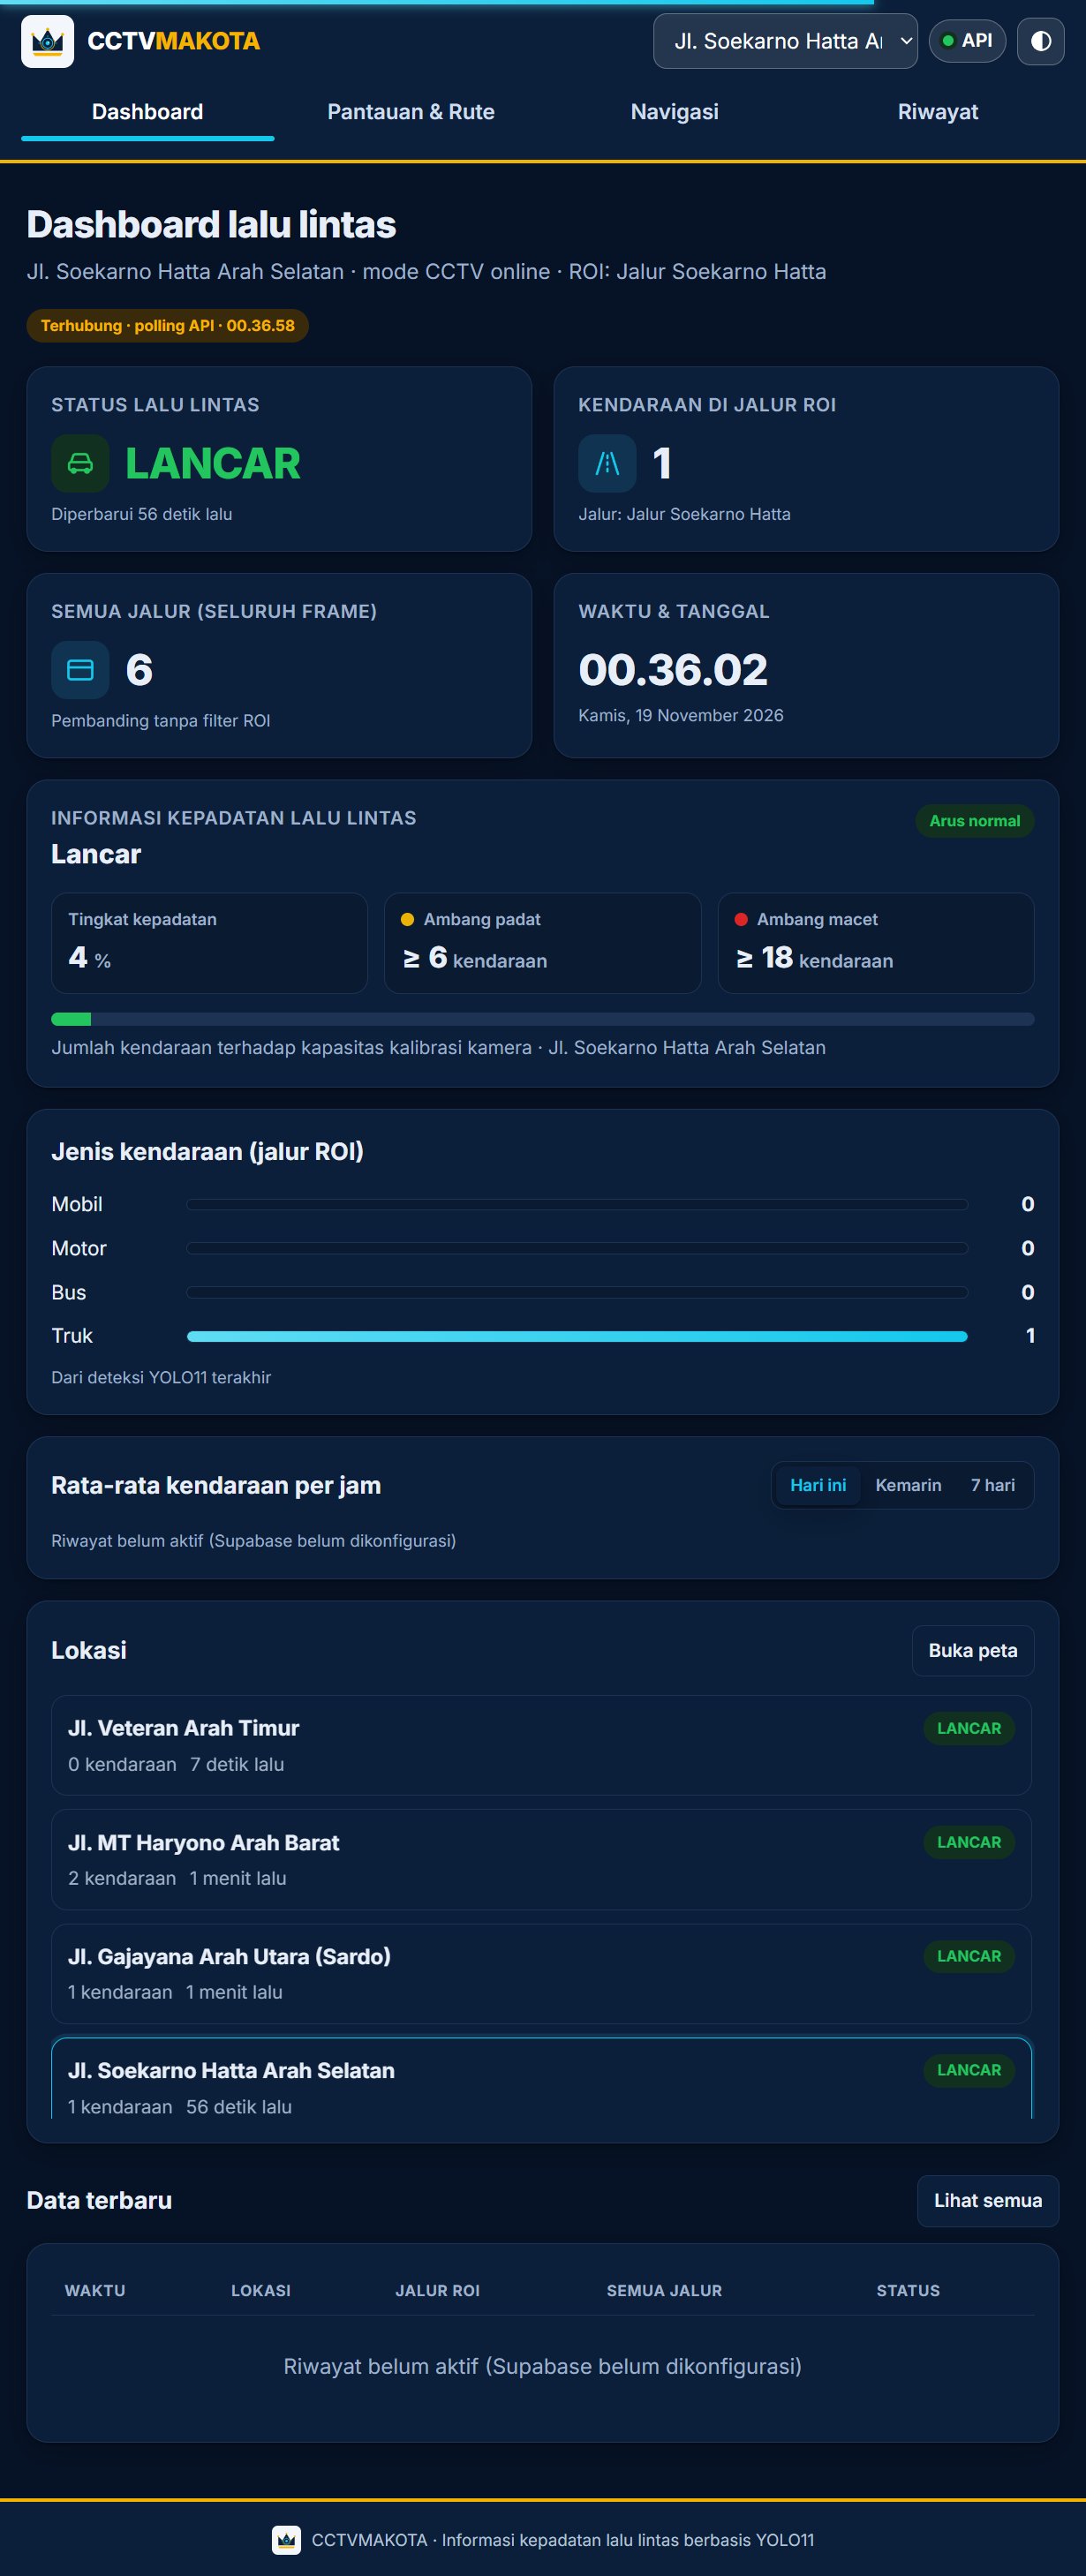 CCTVMAKOTA
Jl. Soekarno Hatta
API
Dashboard
Pantauan & Rute
Navigasi
Riwayat
Dashboard lalu lintas
Jl. Soekarno Hatta Arah Selatan · mode CCTV online · ROI: Jalur Soekarno Hatta
Terhubung · polling API · 00.36.58
STATUS LALU LINTAS
LANCAR
Diperbarui 56 detik lalu
KENDARAAN DI JALUR ROI
1
Jalur: Jalur Soekarno Hatta
SEMUA JALUR (SELURUH FRAME)
6
Pembanding tanpa filter ROI
WAKTU & TANGGAL
00.36.02
Kamis, 19 November 2026
INFORMASI KEPADATAN LALU LINTAS
Arus normal
Lancar
Tingkat kepadatan
4 %
Ambang padat
≥ 6 kendaraan
Ambang macet
≥ 18 kendaraan
Jumlah kendaraan terhadap kapasitas kalibrasi kamera · Jl. Soekarno Hatta Arah Selatan
Jenis kendaraan (jalur ROI)
Mobil 0
Motor 0
Bus 0
Truk 1
Dari deteksi YOLO11 terakhir
Rata-rata kendaraan per jam
Hari ini
Kemarin
7 hari
Riwayat belum aktif (Supabase belum dikonfigurasi)
Lokasi
Buka peta
Jl. Veteran Arah Timur
LANCAR
0 kendaraan 7 detik lalu
Jl. MT Haryono Arah Barat
LANCAR
2 kendaraan 1 menit lalu
Jl. Gajayana Arah Utara (Sardo)
LANCAR
1 kendaraan 1 menit lalu
Jl. Soekarno Hatta Arah Selatan
LANCAR
1 kendaraan 56 detik lalu
Data terbaru
Lihat semua
WAKTU LOKASI JALUR ROI SEMUA JALUR STATUS
Riwayat belum aktif (Supabase belum dikonfigurasi)
CCTVMAKOTA · Informasi kepadatan lalu lintas berbasis YOLO11